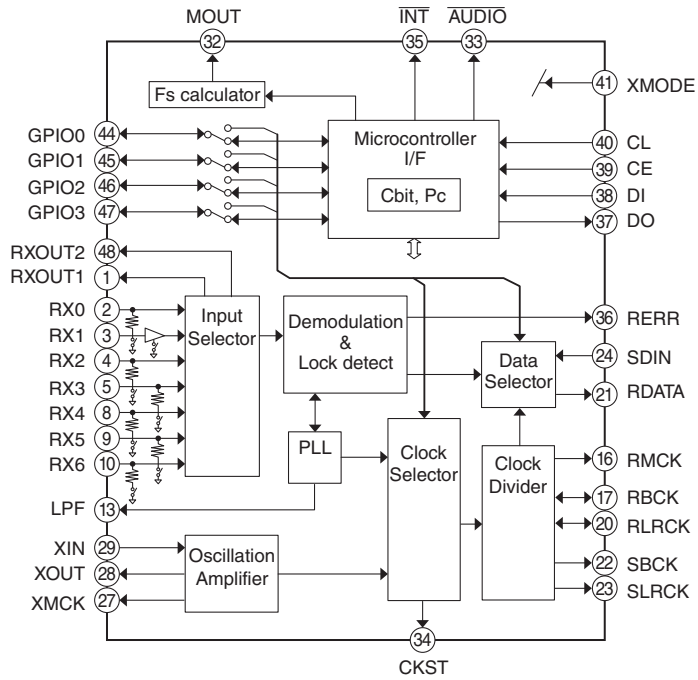 MOUT
INT
AUDIO
32
35
33
Fs calculator
41
XMODE
GPIO0
44
Microcontroller
I/F
Cbit, Pc
40
CL
GPIO1
45
39
CE
GPIO2
46
38
DI
GPIO3
47
37
DO
RXOUT2
48
RXOUT1
1
RX0
2
Input
Selector
Demodulation
&
Lock detect
36
RERR
RX1
3
RX2
4
Data
Selector
24
SDIN
RX3
5
21
RDATA
RX4
8
RX5
9
PLL
Clock
Selector
Clock
Divider
16
RMCK
RX6
10
17
RBCK
LPF
13
20
RLRCK
XIN
29
Oscillation
Amplifier
XOUT
28
22
SBCK
XMCK
27
23
SLRCK
34
CKST